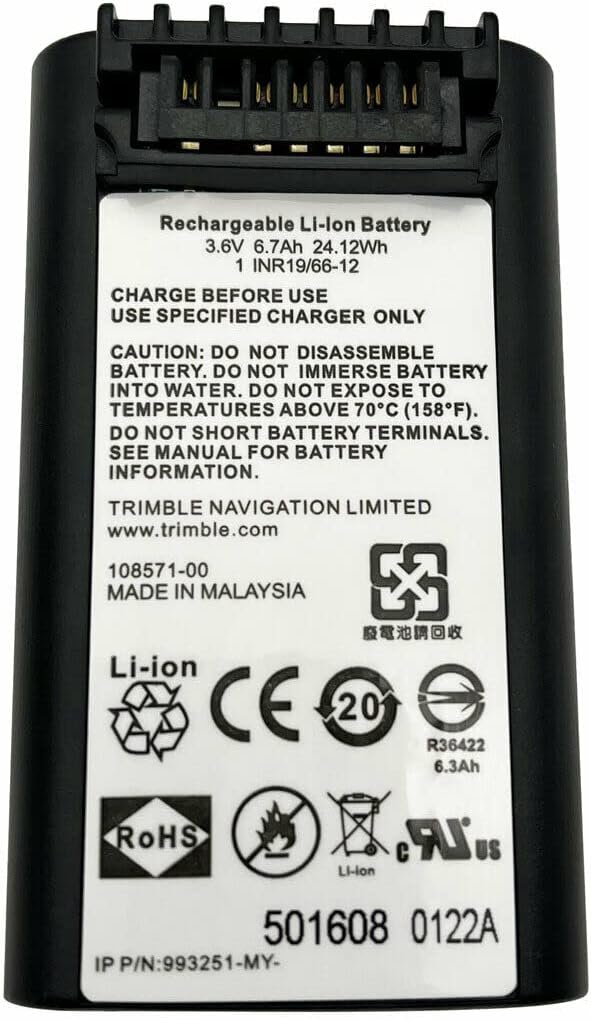 Rechargeable Li-Ion Battery
3.6V 6.7Ah 24.12Wh
1 INR19/66-12
CHARGE BEFORE USE
USE SPECIFIED CHARGER ONLY
CAUTION: DO NOT DISASSEMBLE
BATTERY. DO NOT IMMERSE BATTERY
INTO WATER. DO NOT EXPOSE TO
TEMPERATURES ABOVE 70°C (158°F).
DO NOT SHORT BATTERY TERMINALS.
SEE MANUAL FOR BATTERY
INFORMATION.
TRIMBLE NAVIGATION LIMITED
www.trimble.com
108571-00
MADE IN MALAYSIA
廢電池請回收
Li-ion
CE
20
R36422
6.3Ah
RoHS
Li-ion
c RU us
501608 0122A
IP P/N:993251-MY-